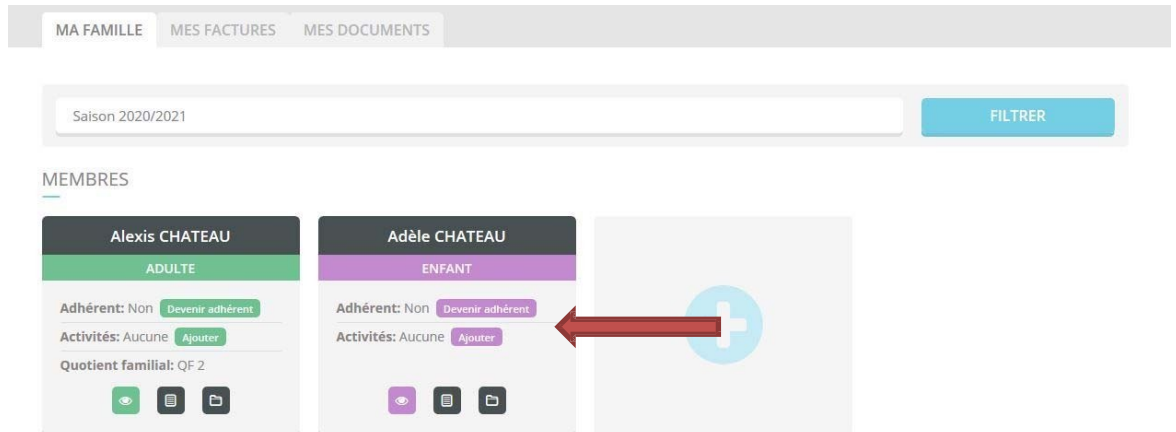 MA FAMILLE MES FACTURES MES DOCUMENTS
Saison 2020/2021 FILTRER
MEMBRES
Alexis CHATEAU
ADULTE
Adhérent: Non Devenir adhérent
Activités: Aucune Ajouter
Quotient familial: QF 2
Adèle CHATEAU
ENFANT
Adhérent: Non Devenir adhérent
Activités: Aucune Ajouter